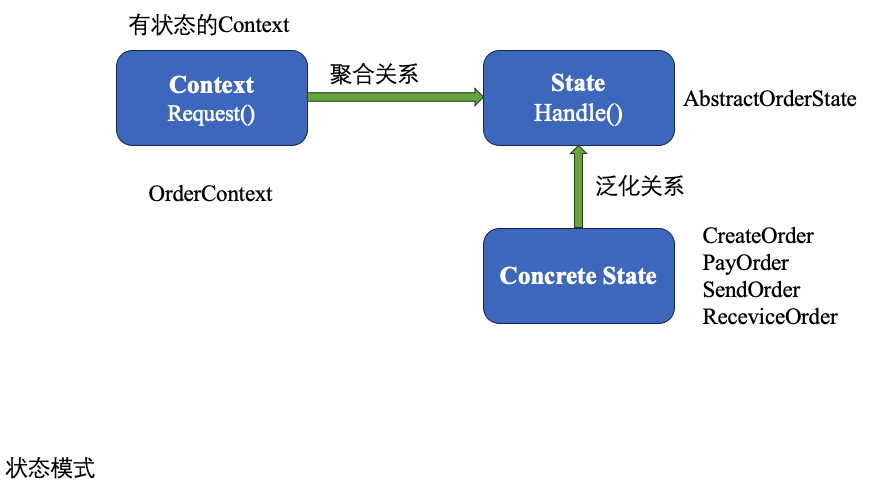 有状态的Context
Context
Request()
聚合关系
State
Handle()
AbstractOrderState
OrderContext
泛化关系
Concrete State
CreateOrder
PayOrder
SendOrder
ReceviceOrder
状态模式